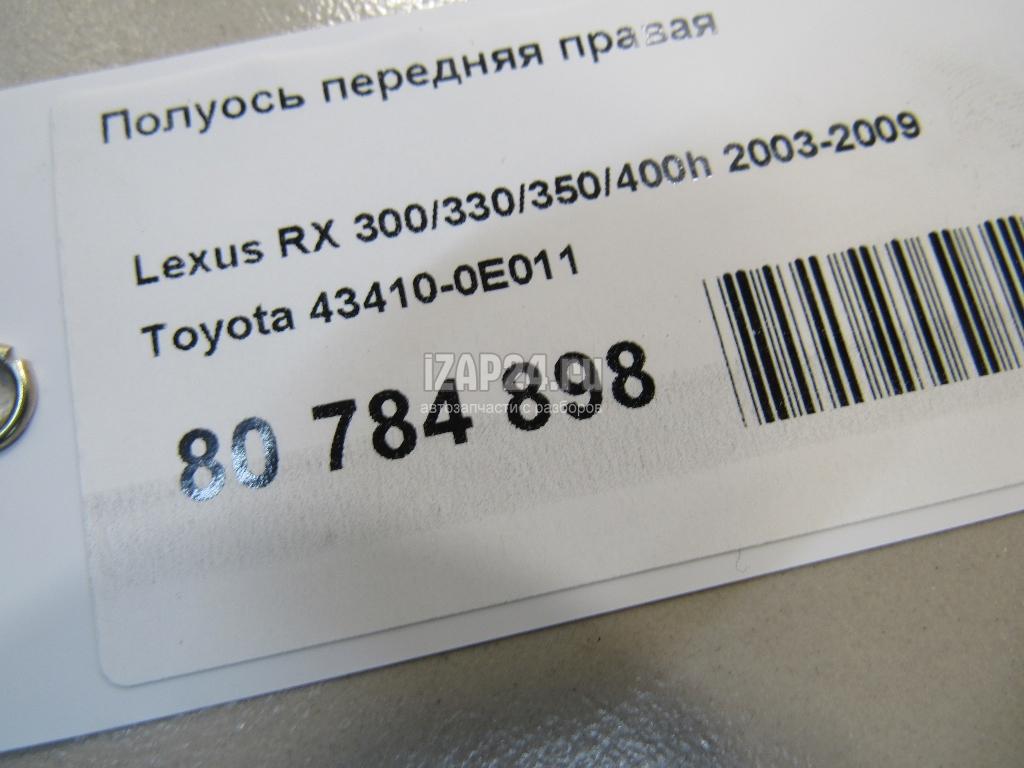 Полуось передняя правая
Lexus RX 300/330/350/400h 2003-2009
Toyota 43410-0E011
iZAP24.ru
автозапчасти с разборов
80 784 898